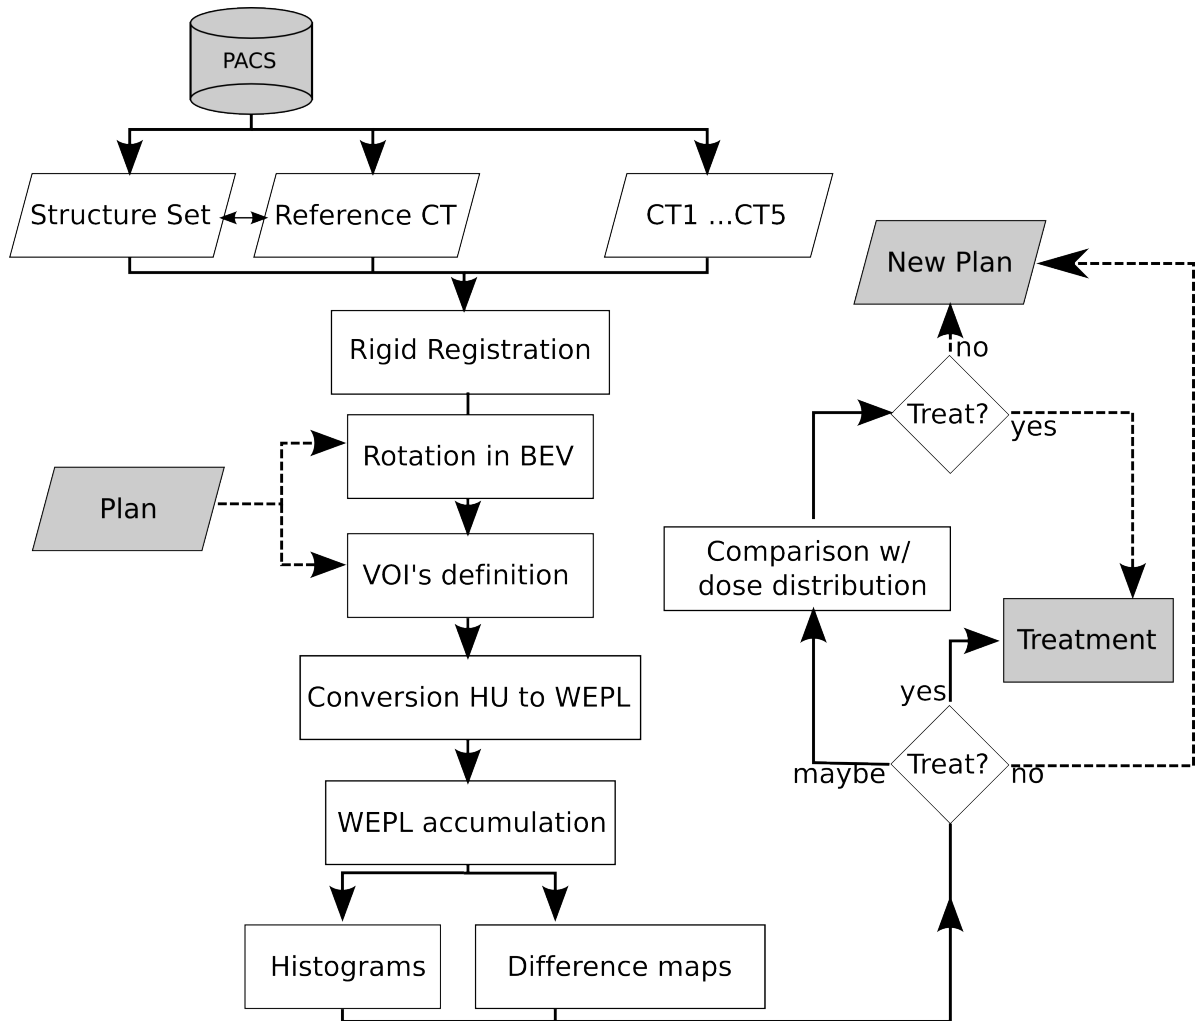 PACS
Structure Set
Reference CT
CT1 ...CT5
New Plan
Rigid Registration
no
Treat?
yes
Rotation in BEV
Plan
VOI's definition
Comparison w/
dose distribution
Treatment
Conversion HU to WEPL
yes
Treat?
maybe
no
WEPL accumulation
Histograms
Difference maps